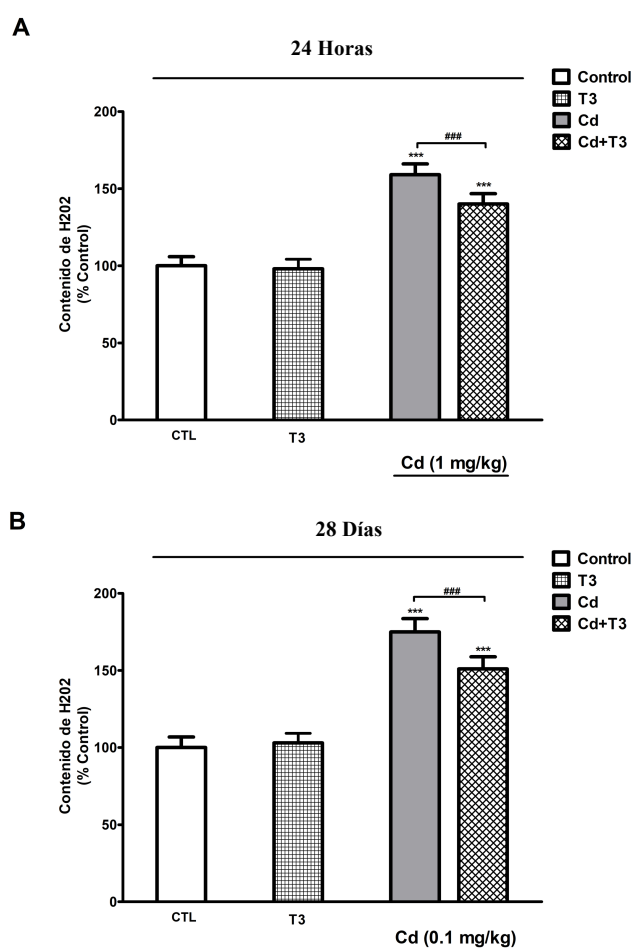 A
24 Horas
Control
T3
Cd
Cd+T3
200
150
100
50
0
Contenido de H202
(% Control)
***
###
***
CTL
T3
Cd (1 mg/kg)
B
28 Días
Control
T3
Cd
Cd+T3
200
150
100
50
0
Contenido de H202
(% Control)
***
###
***
CTL
T3
Cd (0.1 mg/kg)